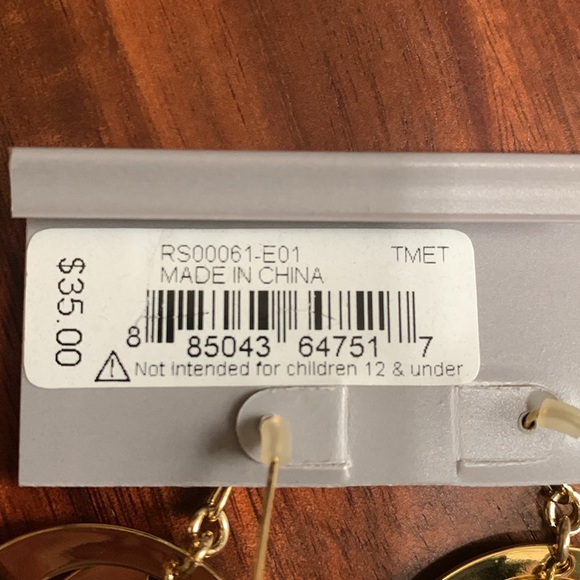 RS00061-E01 TMET
MADE IN CHINA
$35.00
8 85043 64751 7
Not intended for children 12 & under